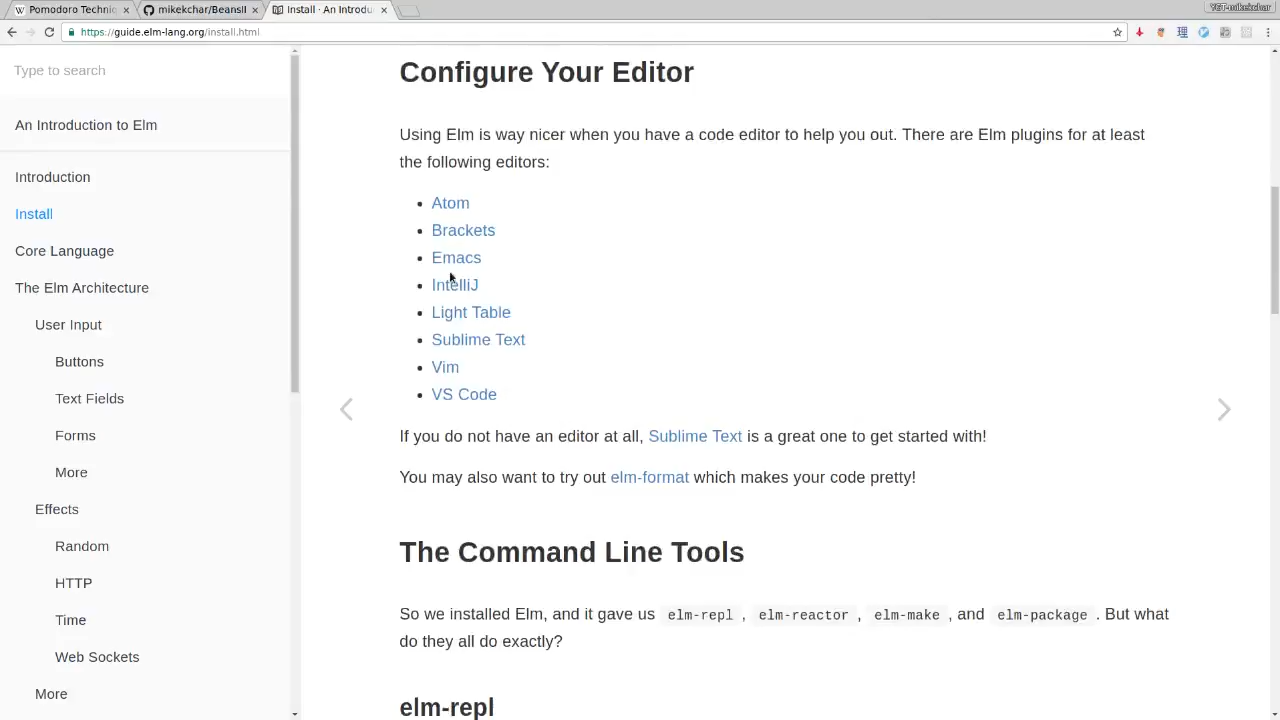 Pomodoro Technic
mikekchar/Beansll
Install · An Introdu
YGT-mikekchar
https://guide.elm-lang.org/install.html
Type to search
An Introduction to Elm
Introduction
Install
Core Language
The Elm Architecture
User Input
Buttons
Text Fields
Forms
More
Effects
Random
HTTP
Time
Web Sockets
More
Configure Your Editor
Using Elm is way nicer when you have a code editor to help you out. There are Elm plugins for at least
the following editors:
Atom
Brackets
Emacs
IntelliJ
Light Table
Sublime Text
Vim
VS Code
If you do not have an editor at all, Sublime Text is a great one to get started with!
You may also want to try out elm-format which makes your code pretty!
The Command Line Tools
So we installed Elm, and it gave us elm-repl , elm-reactor , elm-make , and elm-package . But what
do they all do exactly?
elm-repl